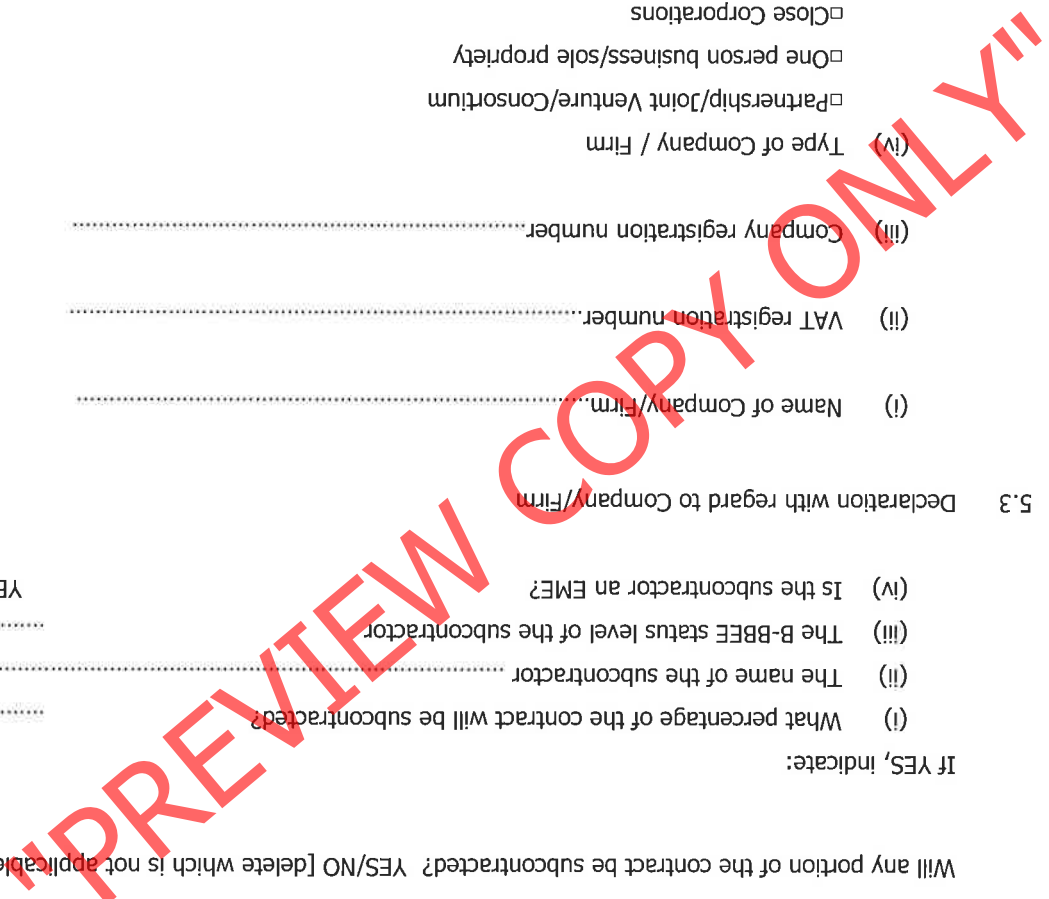 Will any portion of the contract be subcontracted? YES/NO [delete which is not applicable
If YES, indicate:
(i) What percentage of the contract will be subcontracted? ........
(ii) The name of the subcontractor ................................................................
(iii) The B-BBEE status level of the subcontractor ........
(iv) Is the subcontractor an EME? YE
5.3 Declaration with regard to Company/Firm
(i) Name of Company/Firm................................................................
(ii) VAT registration number................................................................
(iii) Company registration number................................................................
(iv) Type of Company / Firm
□Partnership/Joint Venture/Consortium
□One person business/sole propriety
□Close Corporations
"PREVIEW COPY ONLY"